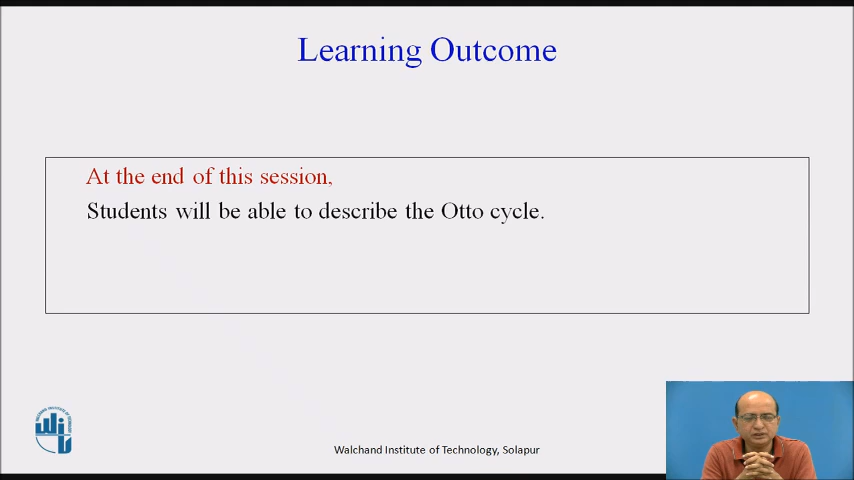 Learning Outcome
At the end of this session,
Students will be able to describe the Otto cycle.
Walchand Institute of Technology, Solapur